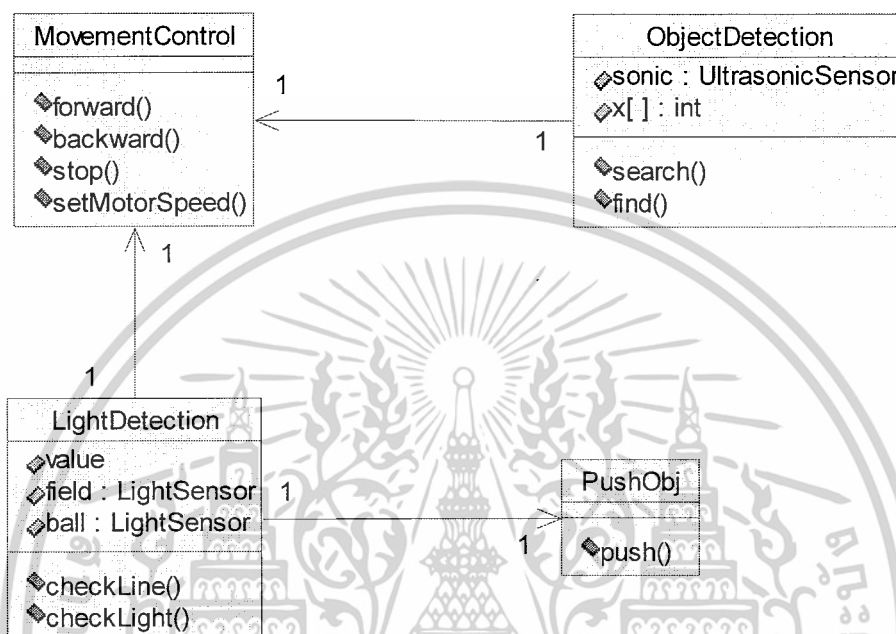 MovementControl
forward()
backward()
stop()
setMotorSpeed()
1
1
ObjectDetection
sonic : UltrasonicSensor
x[ ] : int
search()
find()
1
1
LightDetection
value
field : LightSensor
ball : LightSensor
checkLine()
checkLight()
1
1
PushObj
push()